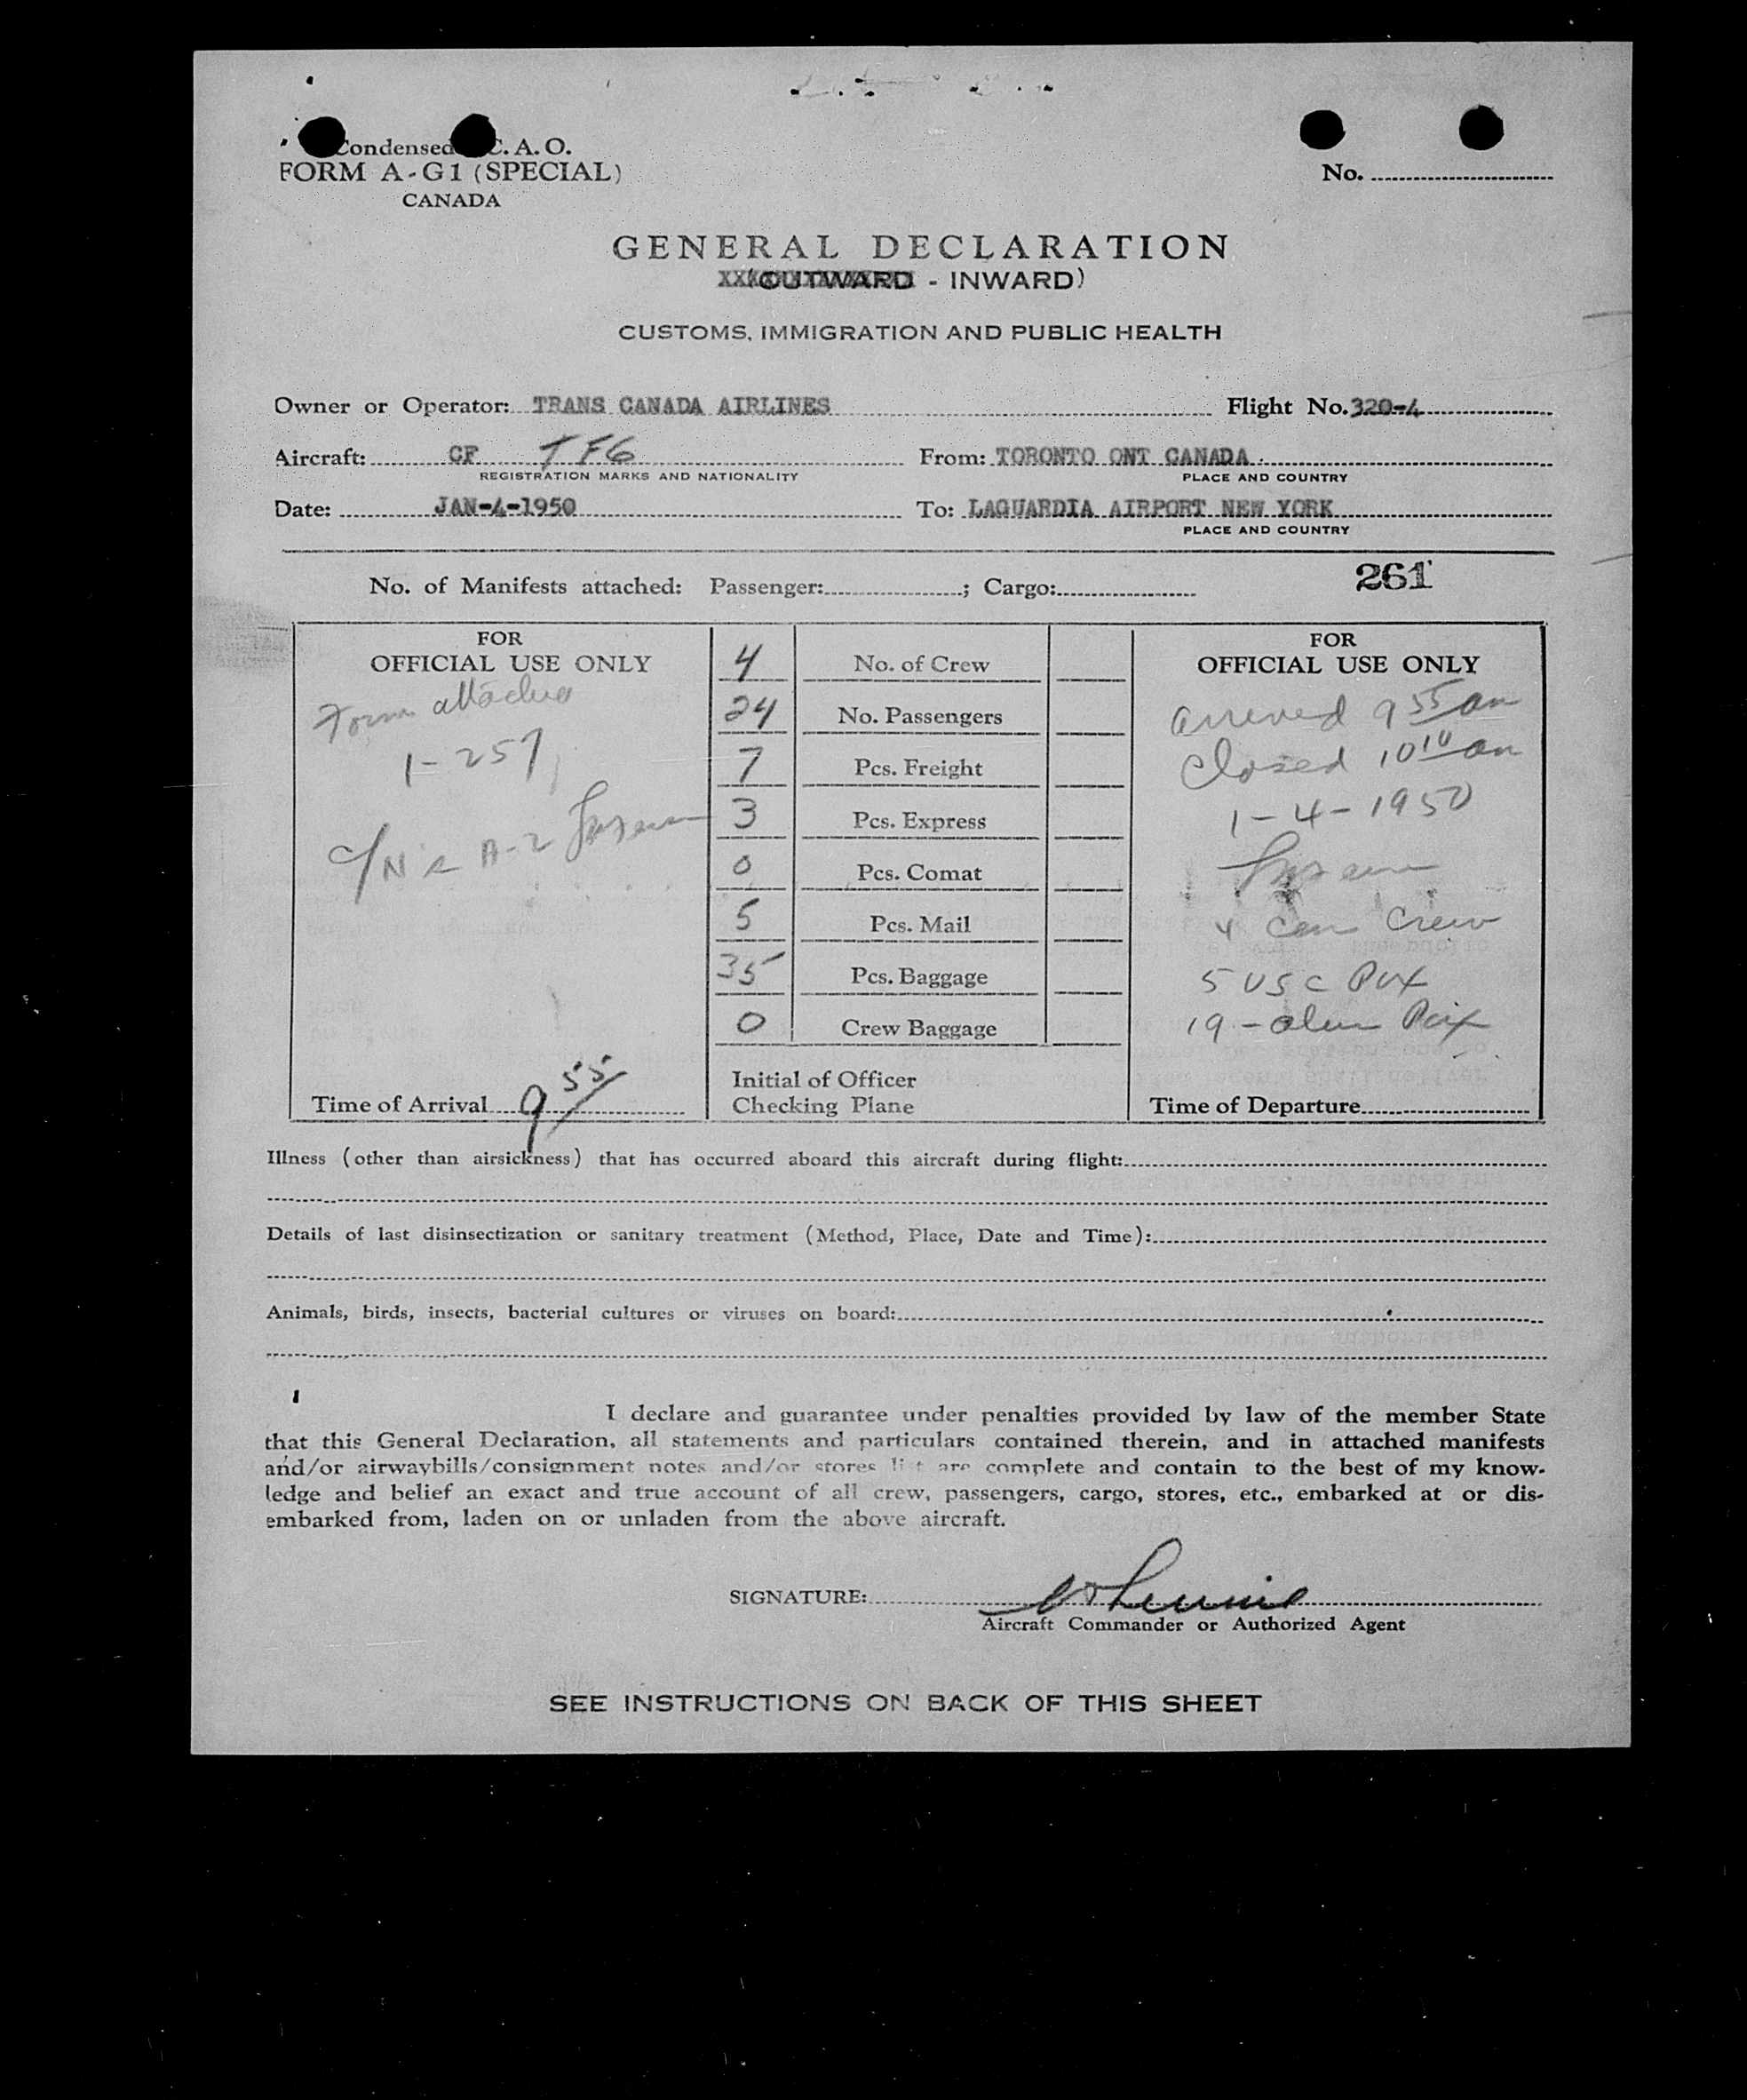 Condensed C. A. O.
FORM A-G1 (SPECIAL)
CANADA
No.
GENERAL DECLARATION
(OUTWARD - INWARD)
CUSTOMS, IMMIGRATION AND PUBLIC HEALTH
Owner or Operator: TRANS CANADA AIRLINES Flight No. 320-4
Aircraft: CF TFG From: TORONTO ONT CANADA
REGISTRATION MARKS AND NATIONALITY PLACE AND COUNTRY
Date: JAN-4-1950 To: LAGUARDIA AIRPORT NEW YORK
PLACE AND COUNTRY
No. of Manifests attached: Passenger: ; Cargo: 261
FOR
OFFICIAL USE ONLY
Form attached
1-257
Time of Arrival 9 55
4 No. of Crew
24 No. Passengers
7 Pcs. Freight
3 Pcs. Express
0 Pcs. Comat
5 Pcs. Mail
35 Pcs. Baggage
0 Crew Baggage
Initial of Officer
Checking Plane
FOR
OFFICIAL USE ONLY
arrived 9 55 am
Closed 10 10 am
1-4-1950
4 Can Crew
5 USC Pax
19 - alien Pax
Time of Departure
Illness (other than airsickness) that has occurred aboard this aircraft during flight:
Details of last disinsectization or sanitary treatment (Method, Place, Date and Time):
Animals, birds, insects, bacterial cultures or viruses on board:
I declare and guarantee under penalties provided by law of the member State
that this General Declaration, all statements and particulars contained therein, and in attached manifests
and/or airwaybills/consignment notes and/or stores list are complete and contain to the best of my know-
ledge and belief an exact and true account of all crew, passengers, cargo, stores, etc., embarked at or dis-
embarked from, laden on or unladen from the above aircraft.
SIGNATURE:
Aircraft Commander or Authorized Agent
SEE INSTRUCTIONS ON BACK OF THIS SHEET